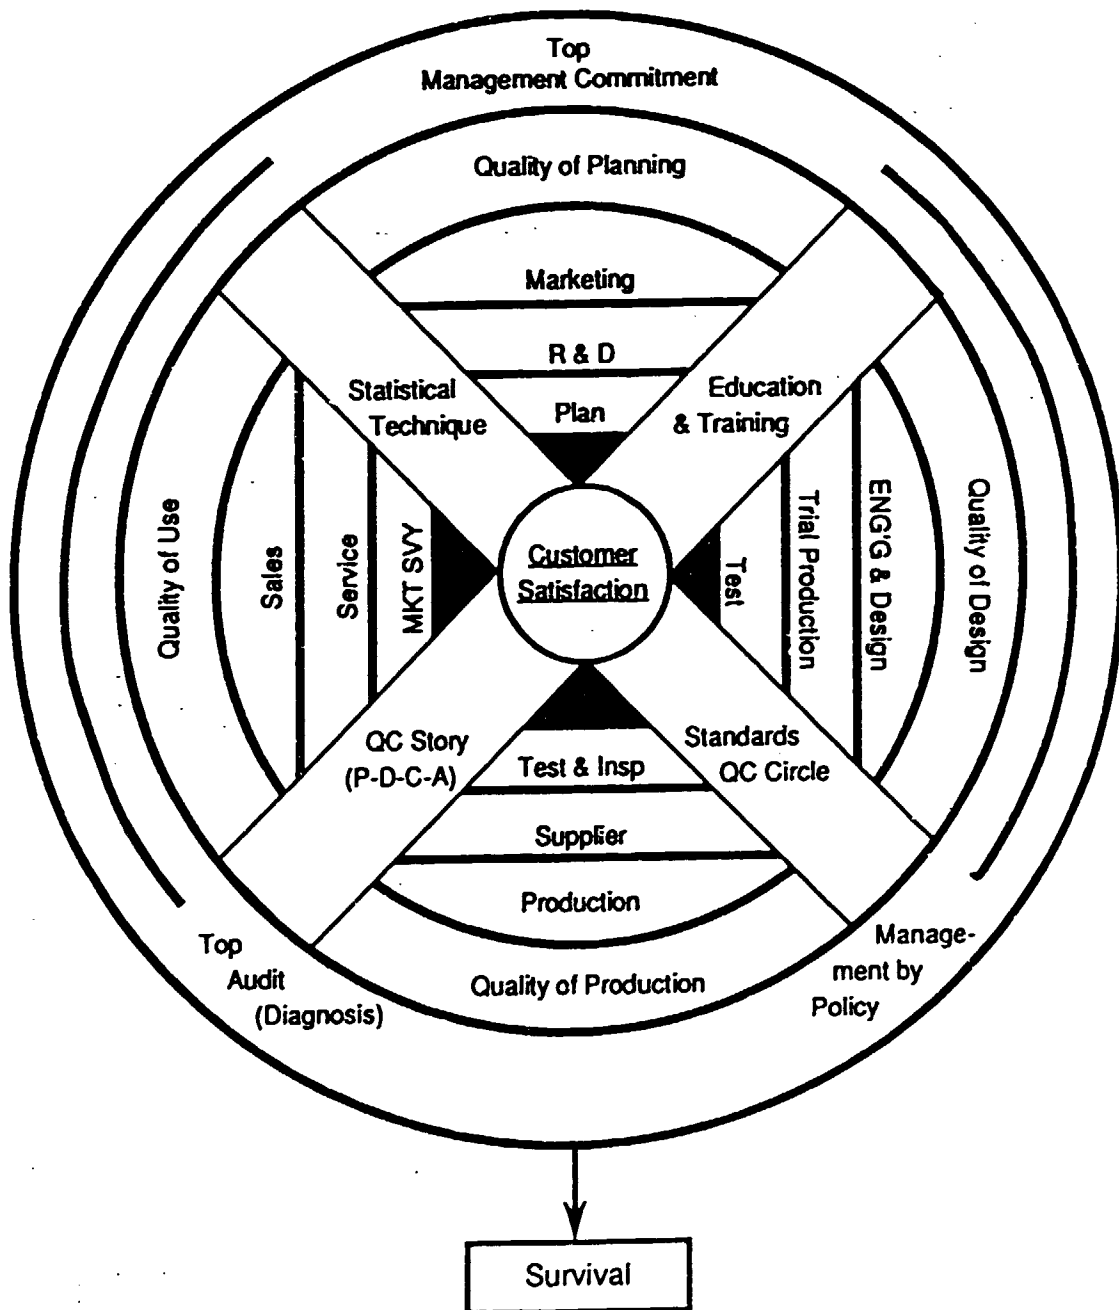 Top
Management Commitment
Quality of Planning
Marketing
R & D
Plan
Statistical
Technique
Education
& Training
Quality of Use
Sales
Service
MKT SVY
Customer
Satisfaction
Test
Trial Production
ENG'G & Design
Quality of Design
QC Story
(P-D-C-A)
Standards
QC Circle
Test & Insp
Supplier
Production
Quality of Production
Top
Audit
(Diagnosis)
Manage-
ment by
Policy
Survival